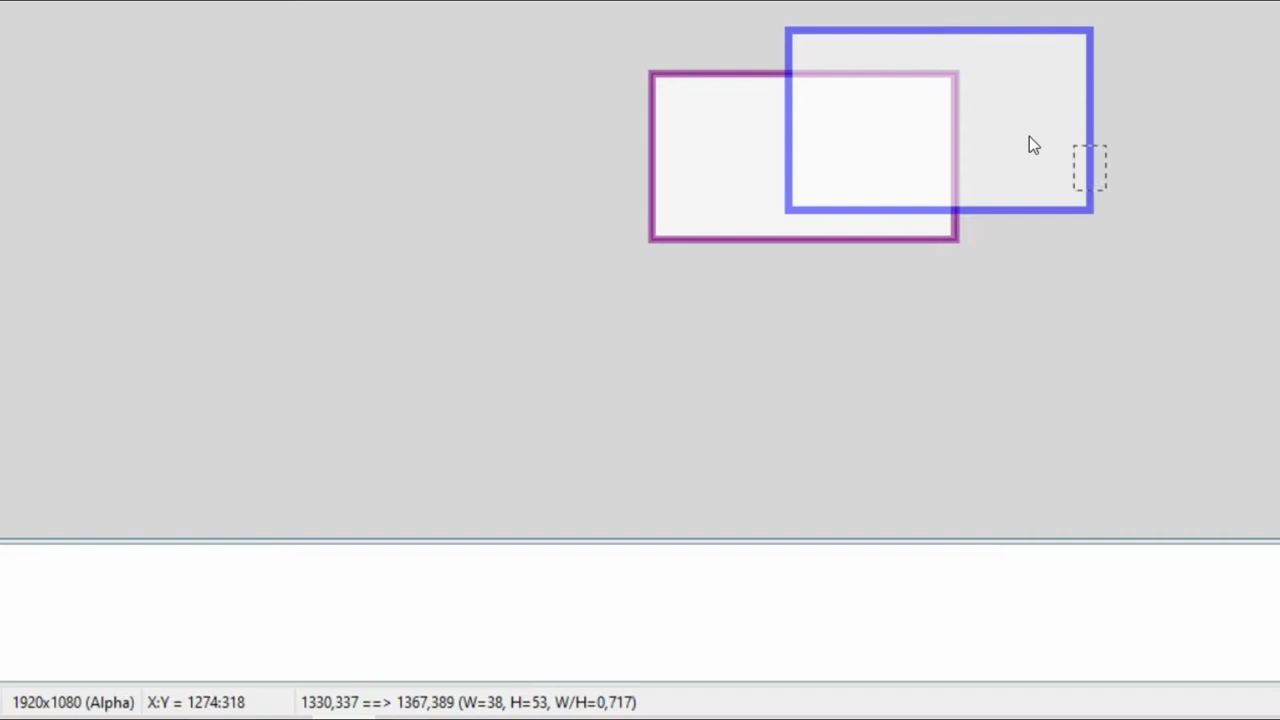 1920x1080 (Alpha) X:Y = 1274:318 1330,337 ==> 1367,389 (W=38, H=53, W/H=0,717)